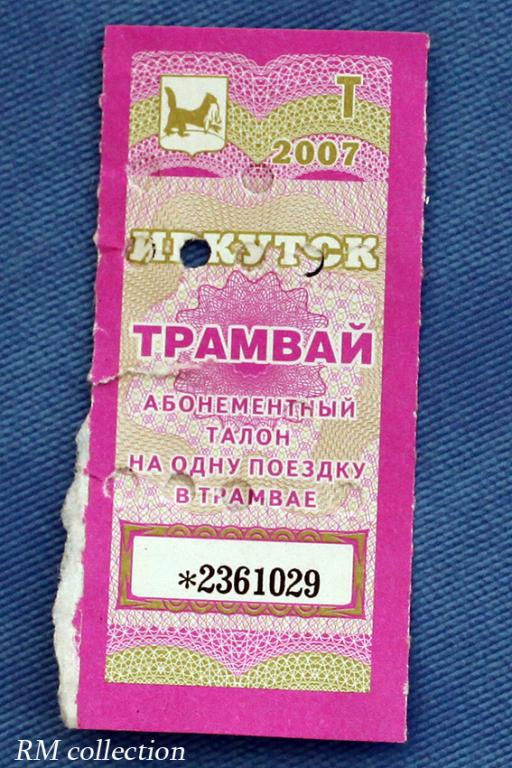 Т
2007
ИРКУТСК
ТРАМВАЙ
АБОНЕМЕНТНЫЙ
ТАЛОН
НА ОДНУ ПОЕЗДКУ
В ТРАМВАЕ
*2361029
RM collection